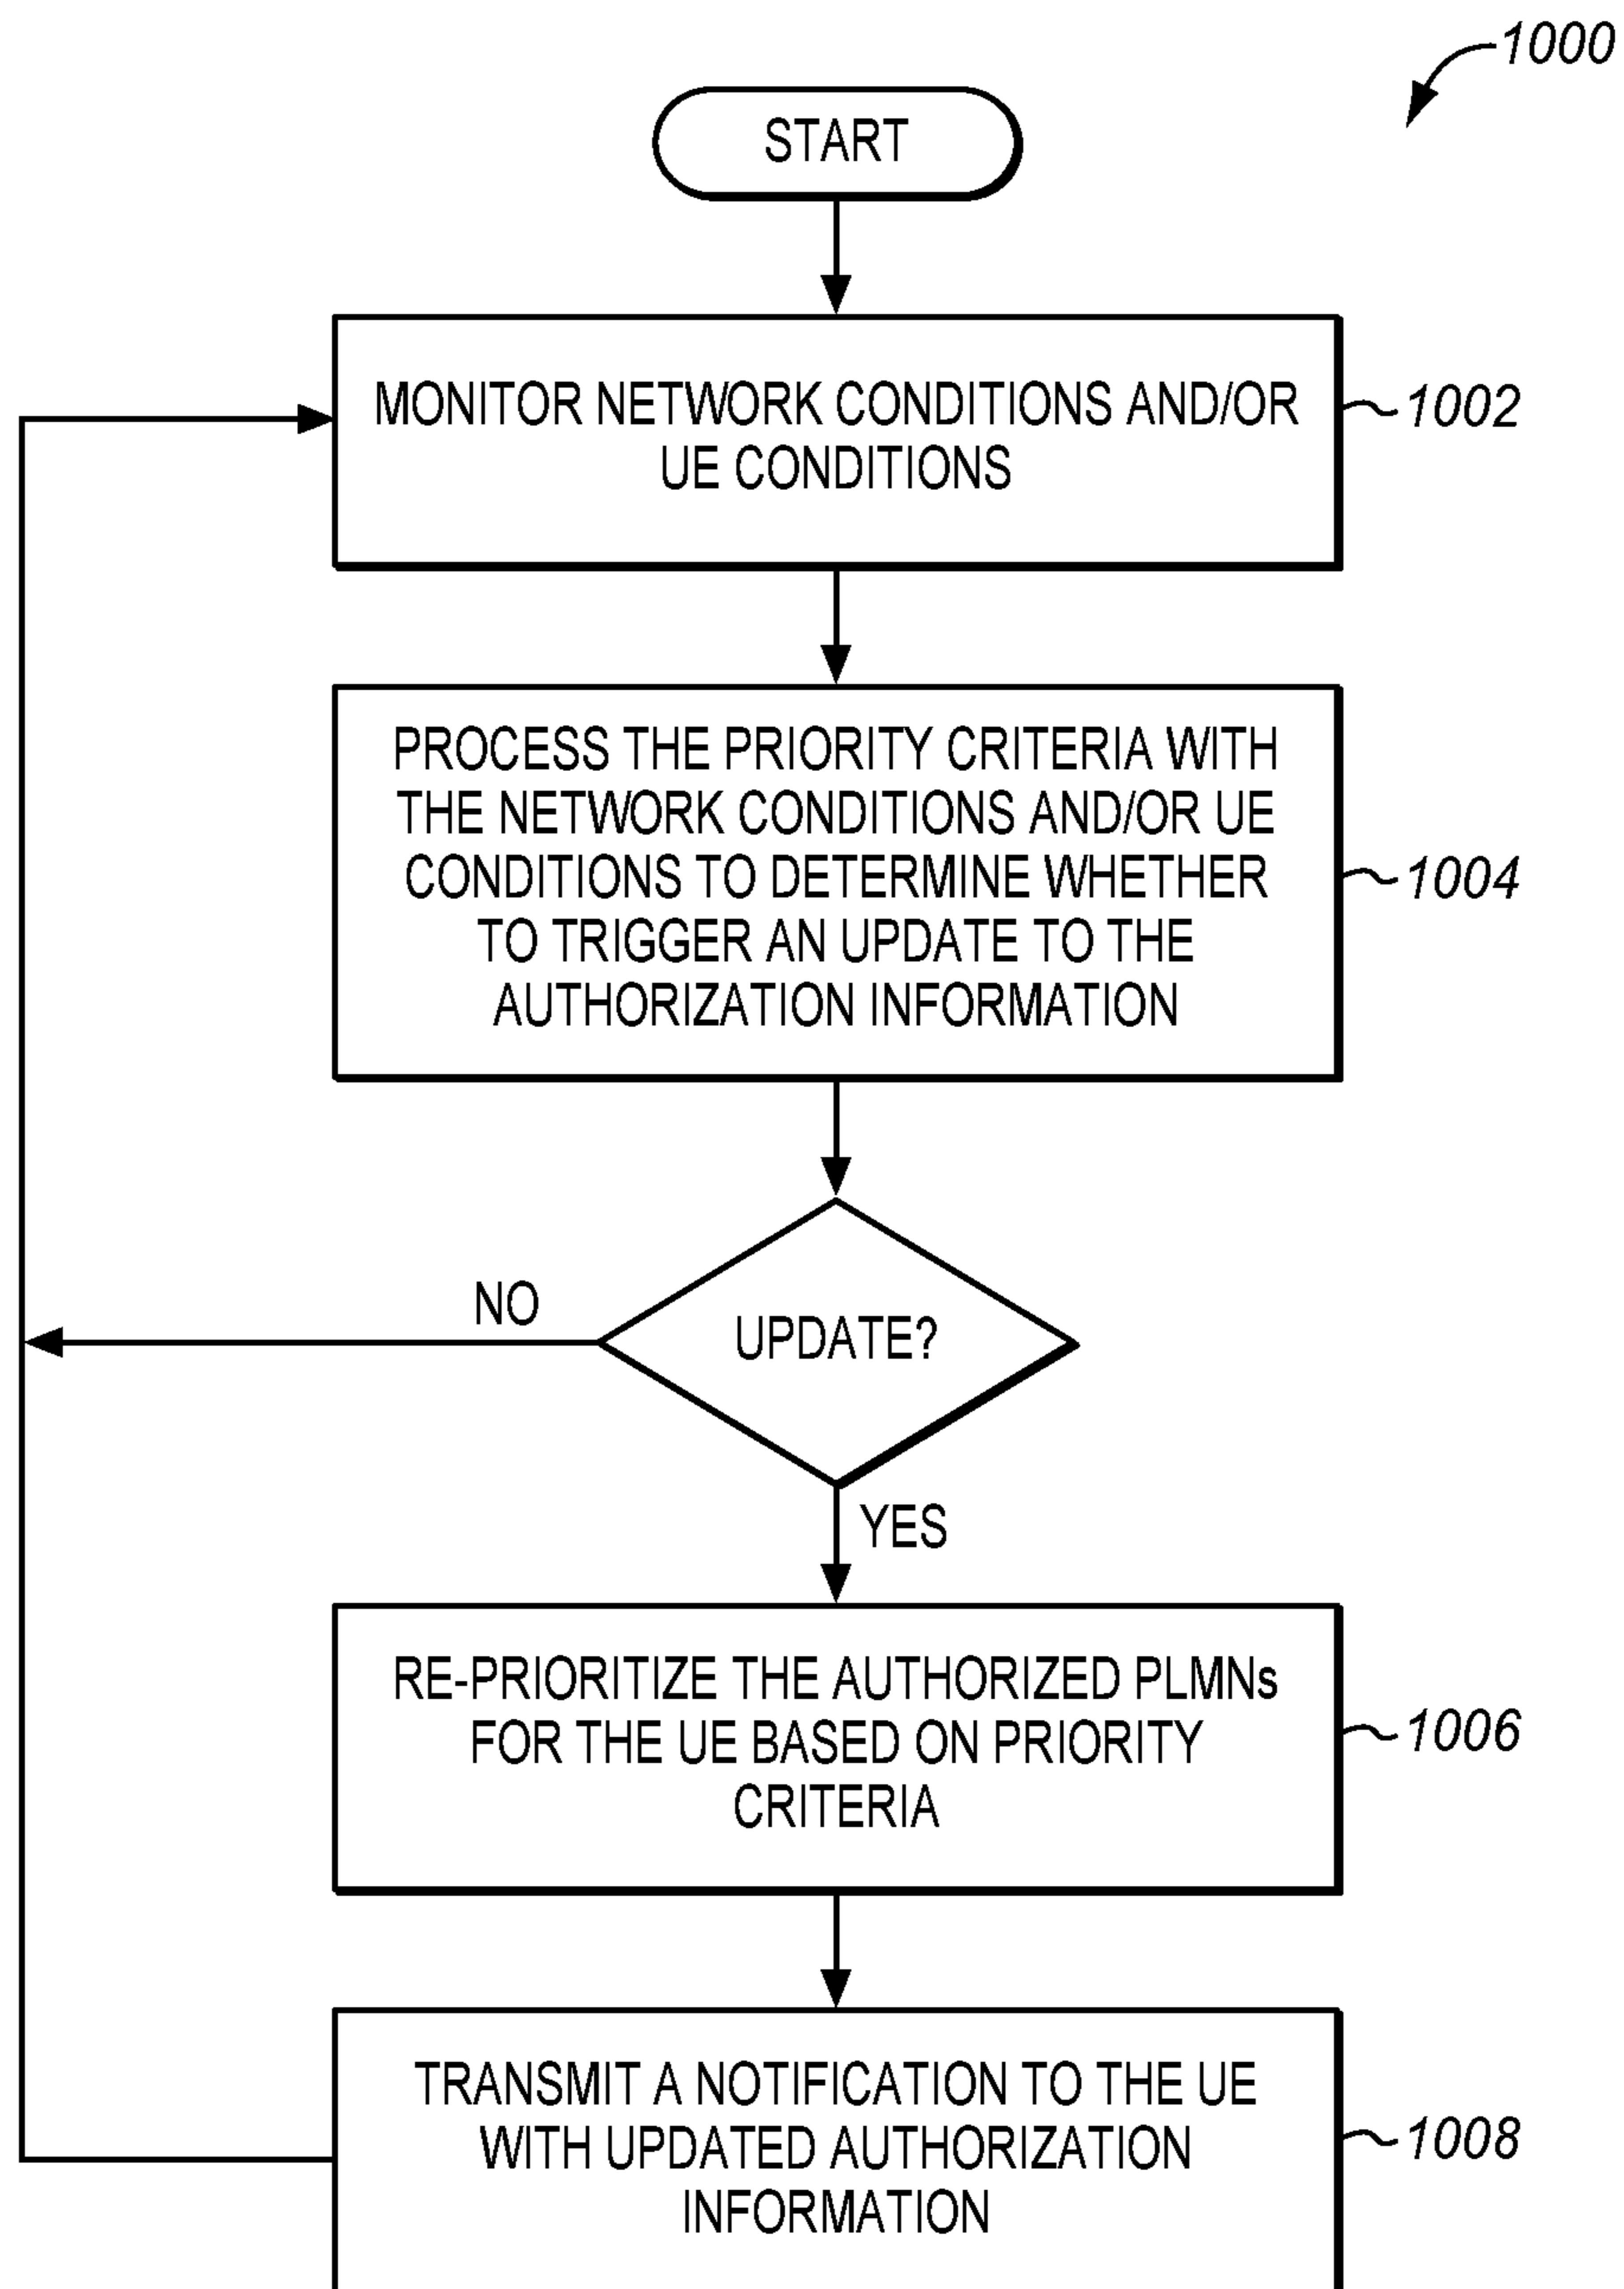 1000
START
MONITOR NETWORK CONDITIONS AND/OR
UE CONDITIONS
1002
PROCESS THE PRIORITY CRITERIA WITH
THE NETWORK CONDITIONS AND/OR UE
CONDITIONS TO DETERMINE WHETHER
TO TRIGGER AN UPDATE TO THE
AUTHORIZATION INFORMATION
1004
NO
UPDATE?
YES
RE-PRIORITIZE THE AUTHORIZED PLMNs
FOR THE UE BASED ON PRIORITY
CRITERIA
1006
TRANSMIT A NOTIFICATION TO THE UE
WITH UPDATED AUTHORIZATION
INFORMATION
1008